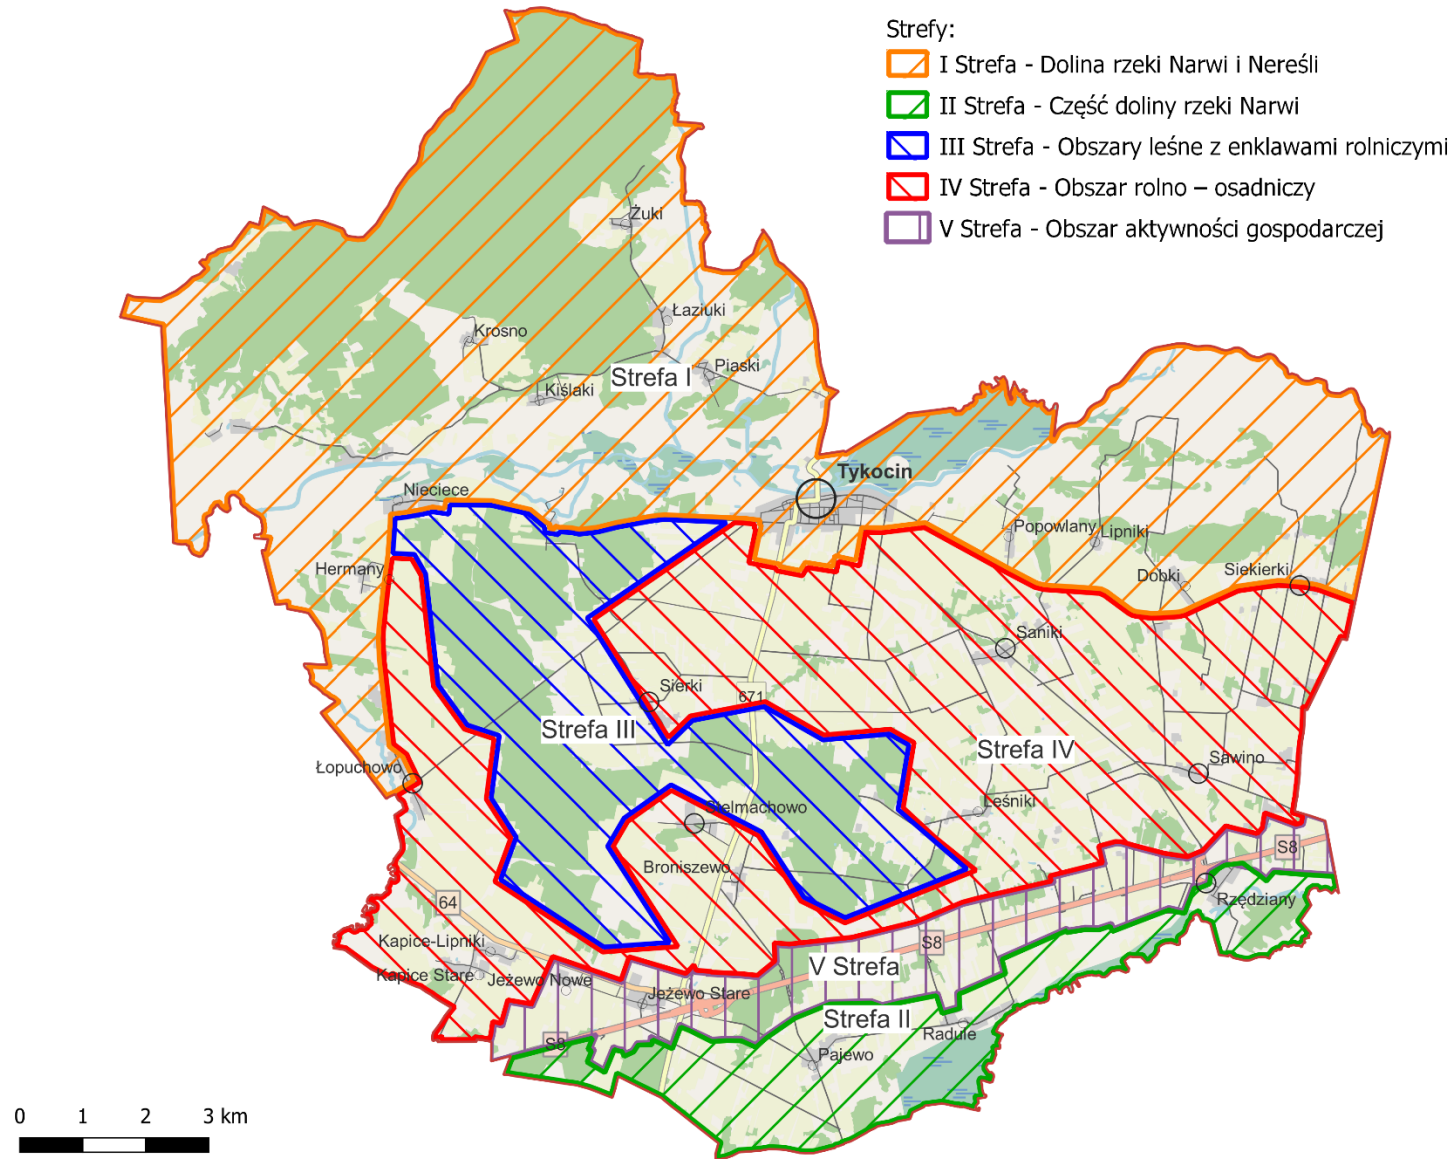 Strefy:
I Strefa - Dolina rzeki Narwi i Nereśli
II Strefa - Część doliny rzeki Narwi
III Strefa - Obszary leśne z enklawami rolniczymi
IV Strefa - Obszar rolno – osadniczy
V Strefa - Obszar aktywności gospodarczej
Żuki
Łaziuki
Krosno
Piaski
Strefa I
Kiślaki
Tykocin
Nieciece
Popowlany
Lipniki
Hermany
Dobki
Siekierki
Saniki
Sierki
671
Strefa III
Strefa IV
Łopuchowo
Sawino
Stelmachowo
Leśniki
S8
Broniszewo
64
Rzędziany
Kapice-Lipniki
S8
Kapice Stare
Jeżewo Nowe
V Strefa
Jeżewo Stare
Strefa II
Radule
S8
Pajewo
0 1 2 3 km